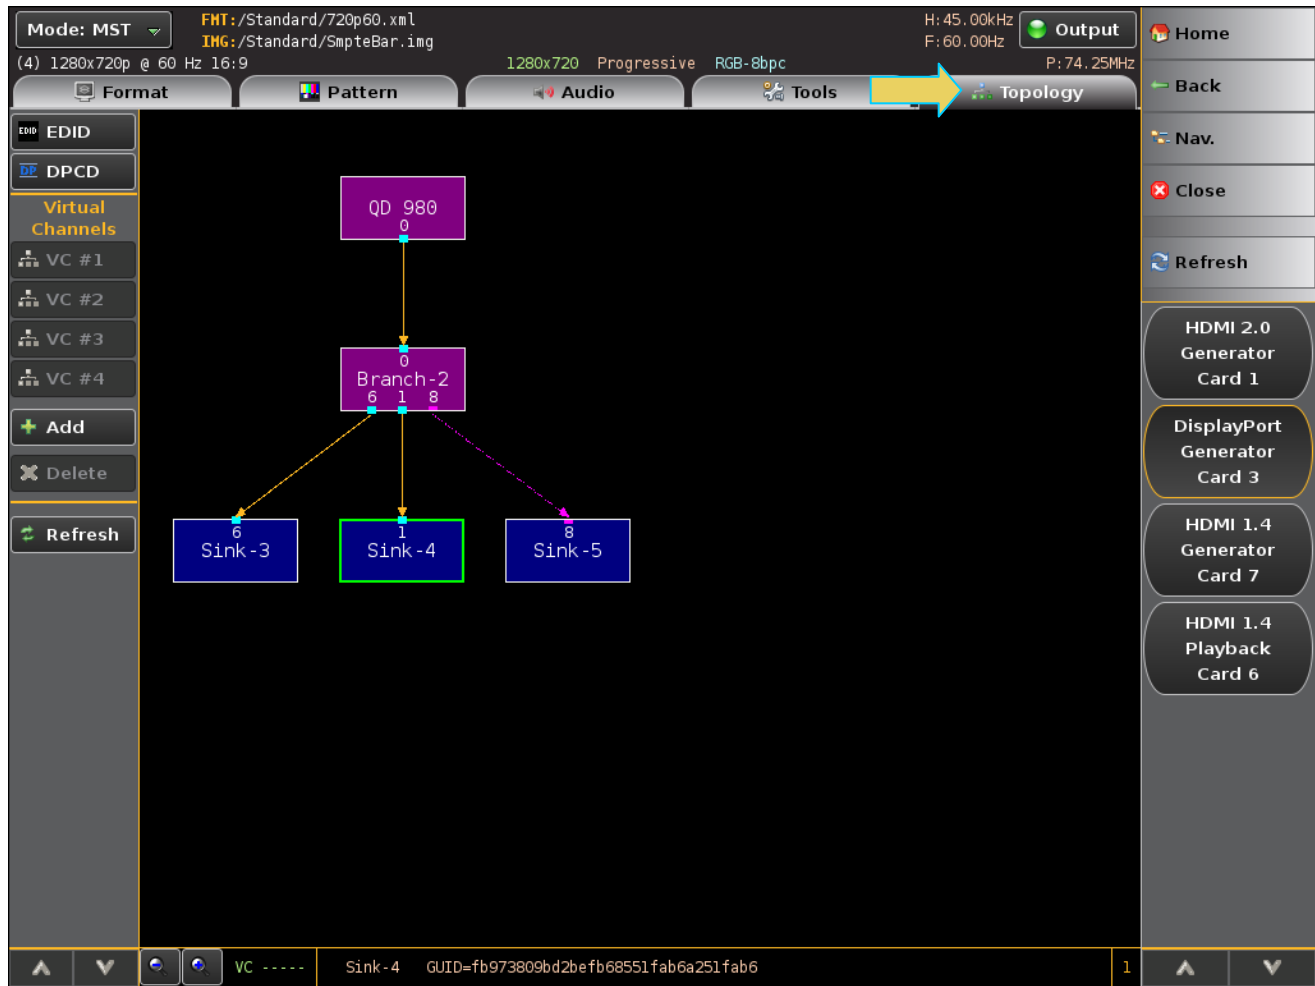 Mode: MST
FMT:/Standard/720p60.xml
IMG:/Standard/SmpteBar.img
H:45.00kHz
F:60.00Hz
Output
(4) 1280x720p @ 60 Hz 16:9
1280x720 Progressive RGB-8bpc
P:74.25MHz
Format
Pattern
Audio
Tools
Topology
EDID EDID
DP DPCD
Virtual
Channels
VC #1
VC #2
VC #3
VC #4
Add
Delete
Refresh
QD 980
0
0
Branch-2
6 1 8
6
Sink-3
1
Sink-4
8
Sink-5
Home
Back
Nav.
Close
Refresh
HDMI 2.0
Generator
Card 1
DisplayPort
Generator
Card 3
HDMI 1.4
Generator
Card 7
HDMI 1.4
Playback
Card 6
VC -----
Sink-4 GUID=fb973809bd2befb68551fab6a251fab6
1